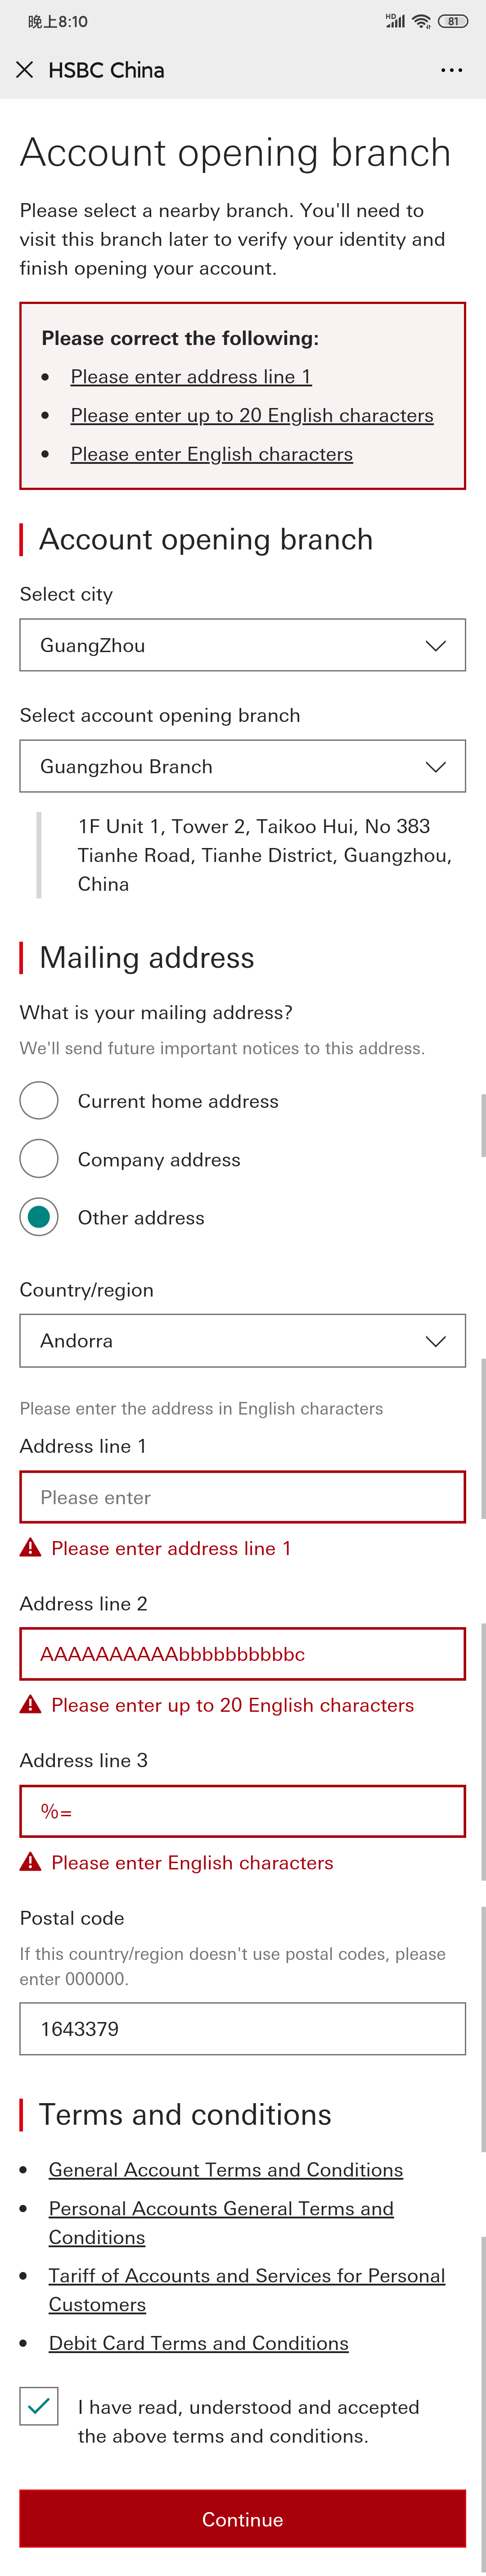 晚上8:10
HD
81
HSBC China
Account opening branch
Please select a nearby branch. You'll need to
visit this branch later to verify your identity and
finish opening your account.
Please correct the following:
Please enter address line 1
Please enter up to 20 English characters
Please enter English characters
Account opening branch
Select city
GuangZhou
Select account opening branch
Guangzhou Branch
1F Unit 1, Tower 2, Taikoo Hui, No 383
Tianhe Road, Tianhe District, Guangzhou,
China
Mailing address
What is your mailing address?
We'll send future important notices to this address.
Current home address
Company address
Other address
Country/region
Andorra
Please enter the address in English characters
Address line 1
Please enter
Please enter address line 1
Address line 2
AAAAAAAAAAbbbbbbbbbbc
Please enter up to 20 English characters
Address line 3
%=
Please enter English characters
Postal code
If this country/region doesn't use postal codes, please
enter 000000.
1643379
Terms and conditions
General Account Terms and Conditions
Personal Accounts General Terms and
Conditions
Tariff of Accounts and Services for Personal
Customers
Debit Card Terms and Conditions
I have read, understood and accepted
the above terms and conditions.
Continue